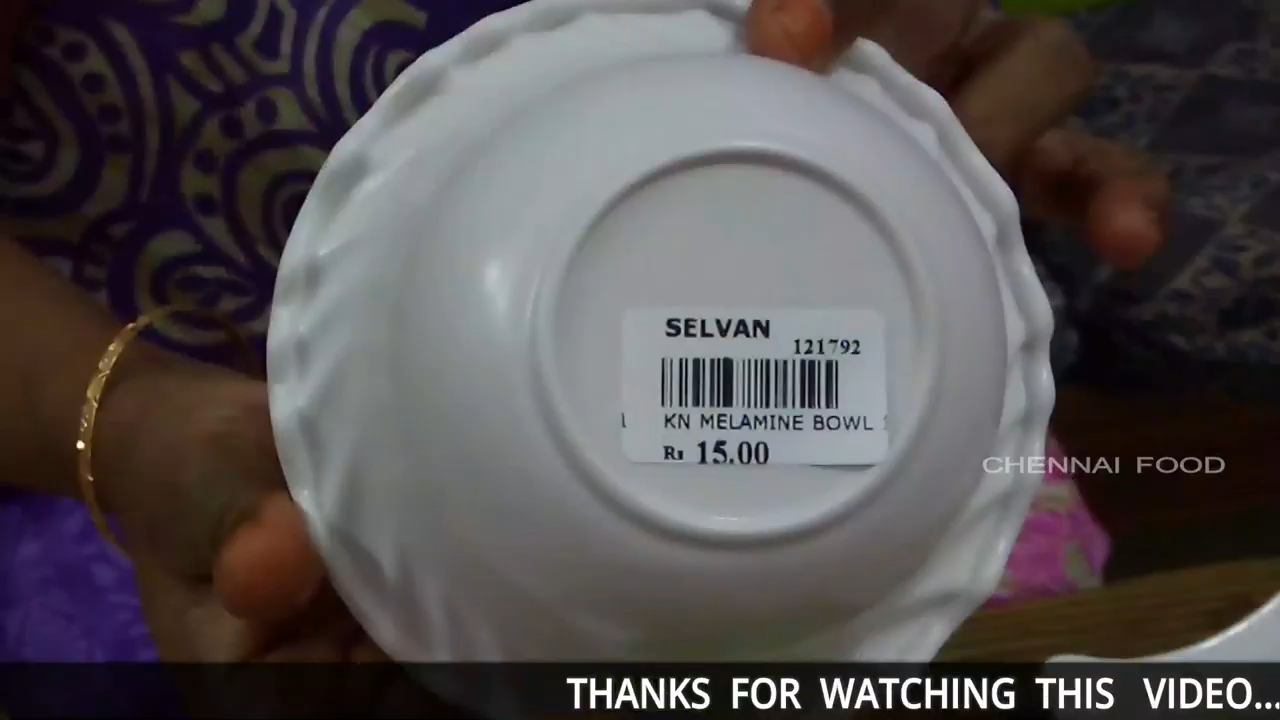 SELVAN
121792
KN MELAMINE BOWL
Rs 15.00
CHENNAI FOOD
THANKS FOR WATCHING THIS VIDEO...